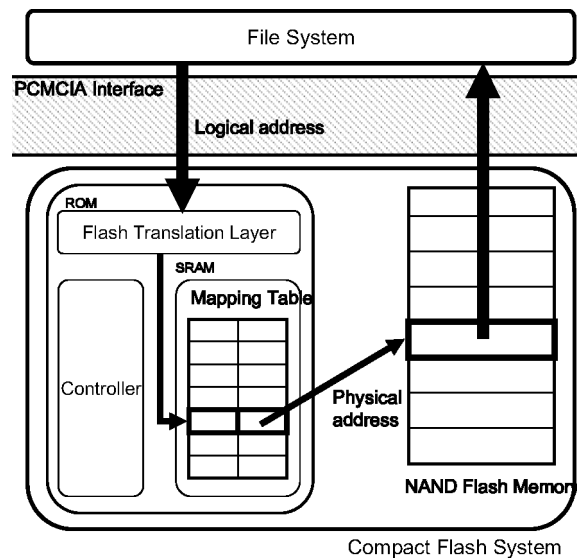 File System
PCMCIA Interface
Logical address
ROM
Flash Translation Layer
SRAM
Mapping Table
Controller
Physical
address
NAND Flash Memory
Compact Flash System